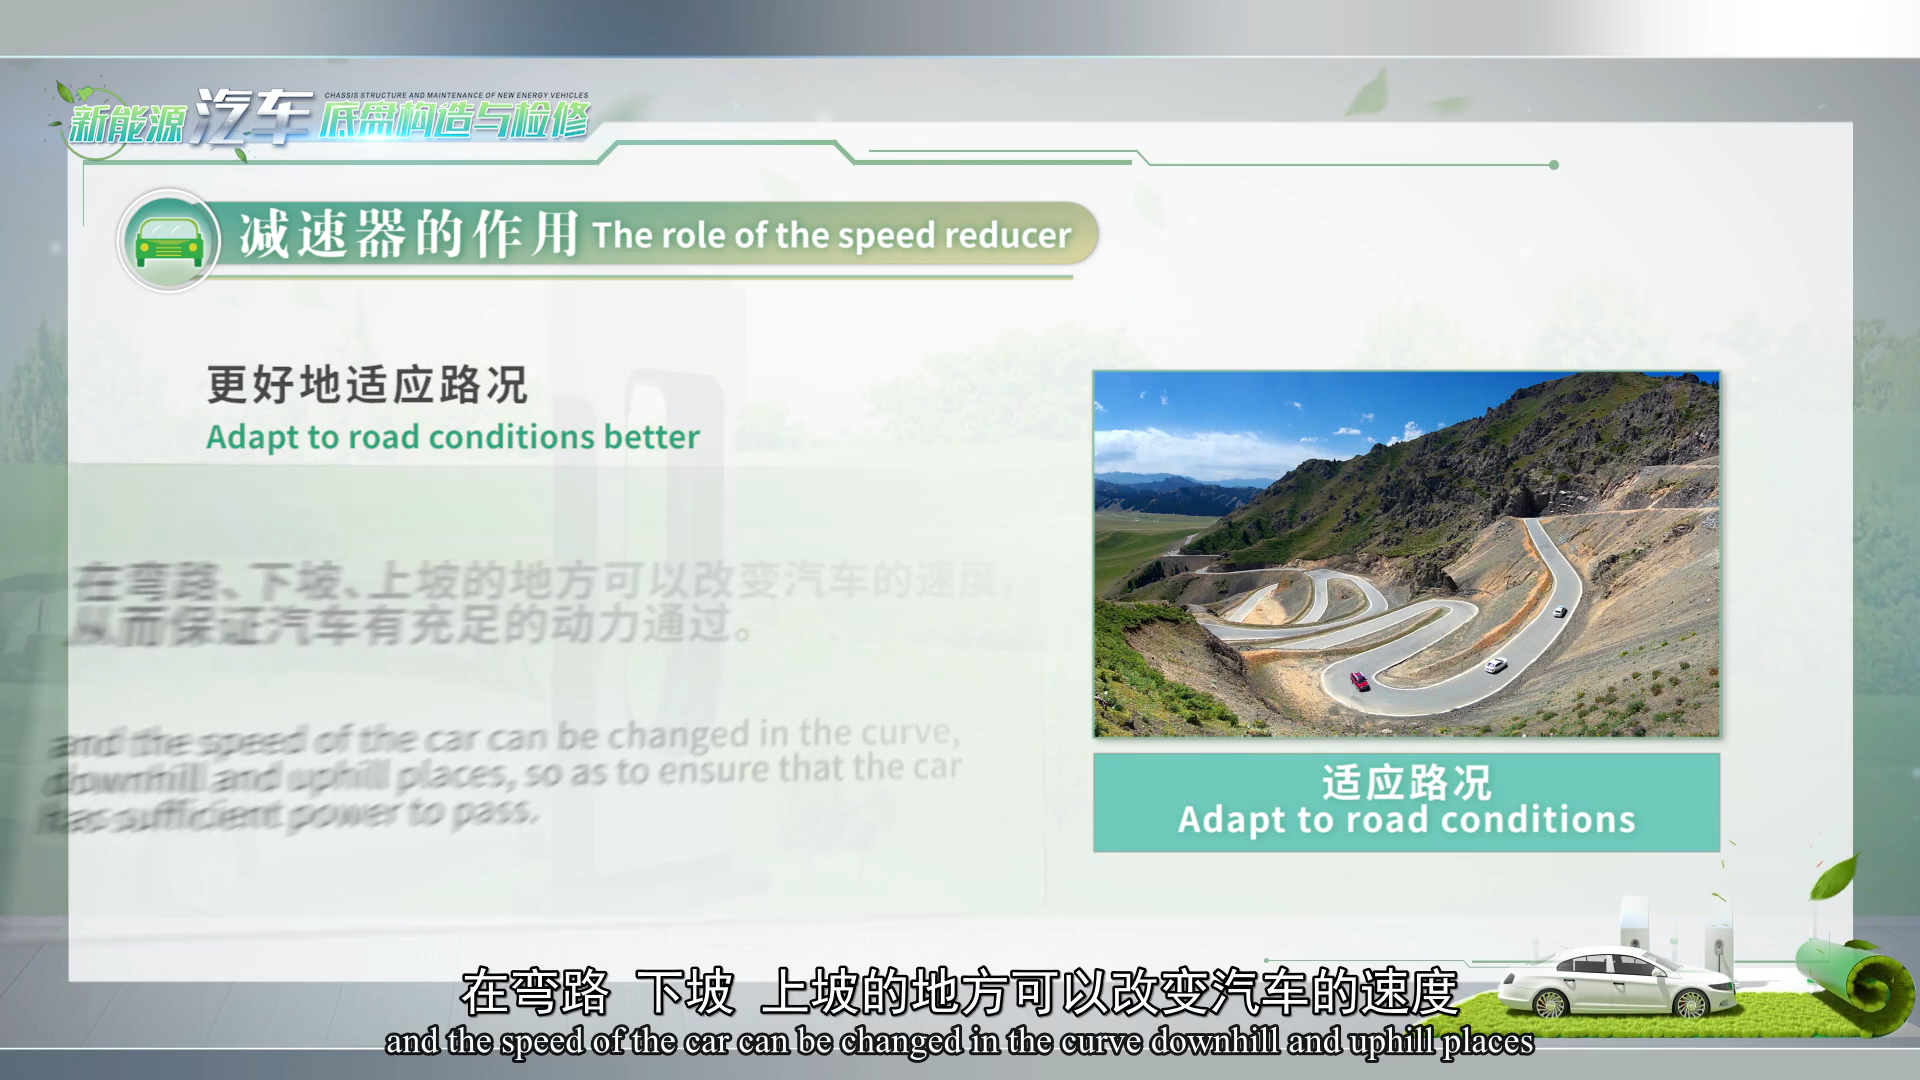 新能源汽车底盘构造与检修
CHASSIS STRUCTURE AND MAINTENANCE OF NEW ENERGY VEHICLES
减速器的作用 The role of the speed reducer
更好地适应路况
Adapt to road conditions better
在弯路、下坡、上坡的地方可以改变汽车的速度，
从而保证汽车有充足的动力通过。
and the speed of the car can be changed in the curve,
downhill and uphill places, so as to ensure that the car
has sufficient power to pass.
适应路况
Adapt to road conditions
在弯路 下坡 上坡的地方可以改变汽车的速度
and the speed of the car can be changed in the curve downhill and uphill places